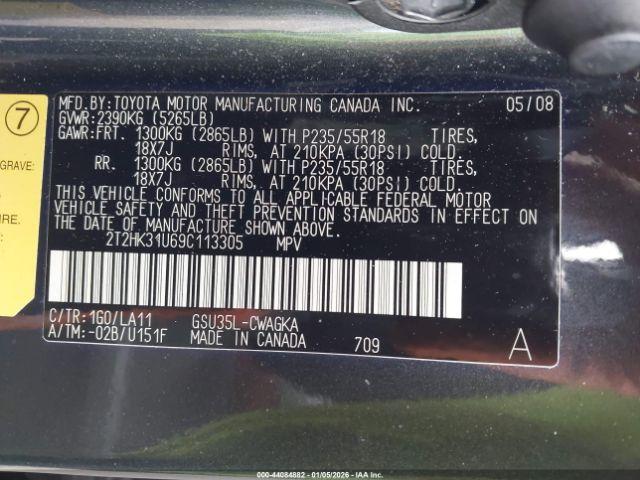 MFD. BY: TOYOTA MOTOR MANUFACTURING CANADA INC. 05/08
GVWR: 2390KG (5265LB)
GAWR: FRT. 1300KG (2865LB) WITH P235/55R18 TIRES,
18X7J RIMS, AT 210KPA (30PSI) COLD.
RR. 1300KG (2865LB) WITH P235/55R18 TIRES,
18X7J RIMS, AT 210KPA (30PSI) COLD.
THIS VEHICLE CONFORMS TO ALL APPLICABLE FEDERAL MOTOR
VEHICLE SAFETY AND THEFT PREVENTION STANDARDS IN EFFECT ON
THE DATE OF MANUFACTURE SHOWN ABOVE.
2T2HK31U69C113305 MPV
C/TR: 1G0/LA11 GSU35L-CWAGKA
A/TM: -02B/U151F MADE IN CANADA 709 A
7
GRAVE:
URE.
000-44084882 - 01/05/2026 - IAA Inc.